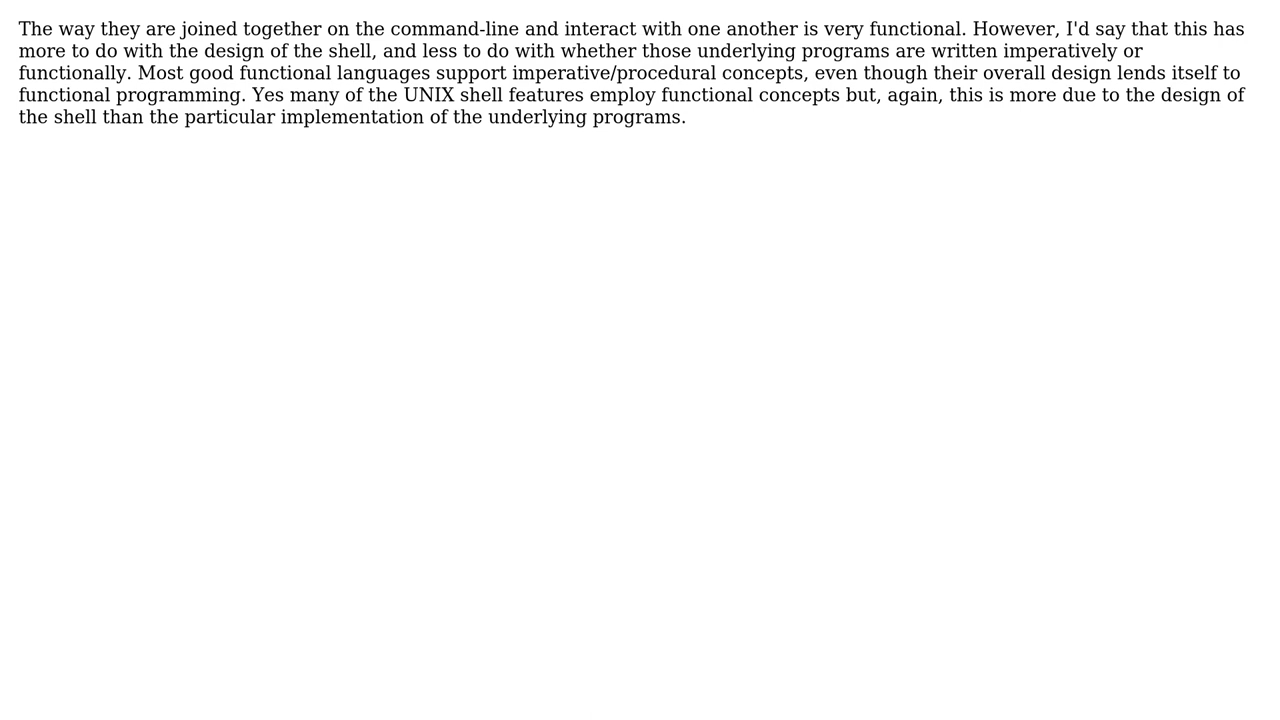 The way they are joined together on the command-line and interact with one another is very functional. However, I'd say that this has
more to do with the design of the shell, and less to do with whether those underlying programs are written imperatively or
functionally. Most good functional languages support imperative/procedural concepts, even though their overall design lends itself to
functional programming. Yes many of the UNIX shell features employ functional concepts but, again, this is more due to the design of
the shell than the particular implementation of the underlying programs.